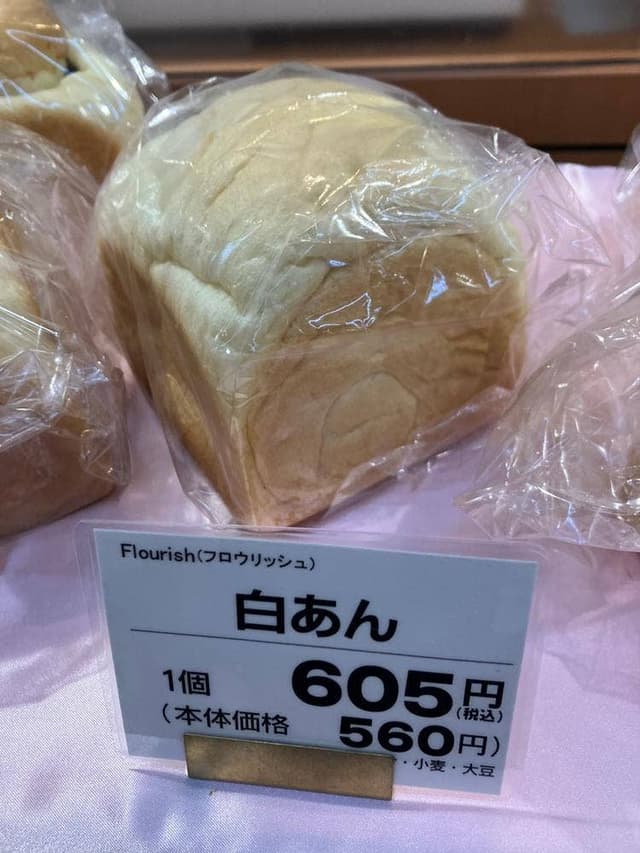 Flourish(フロウリッシュ)
白あん
1個 605円(税込)
(本体価格 560円)
・小麦・大豆